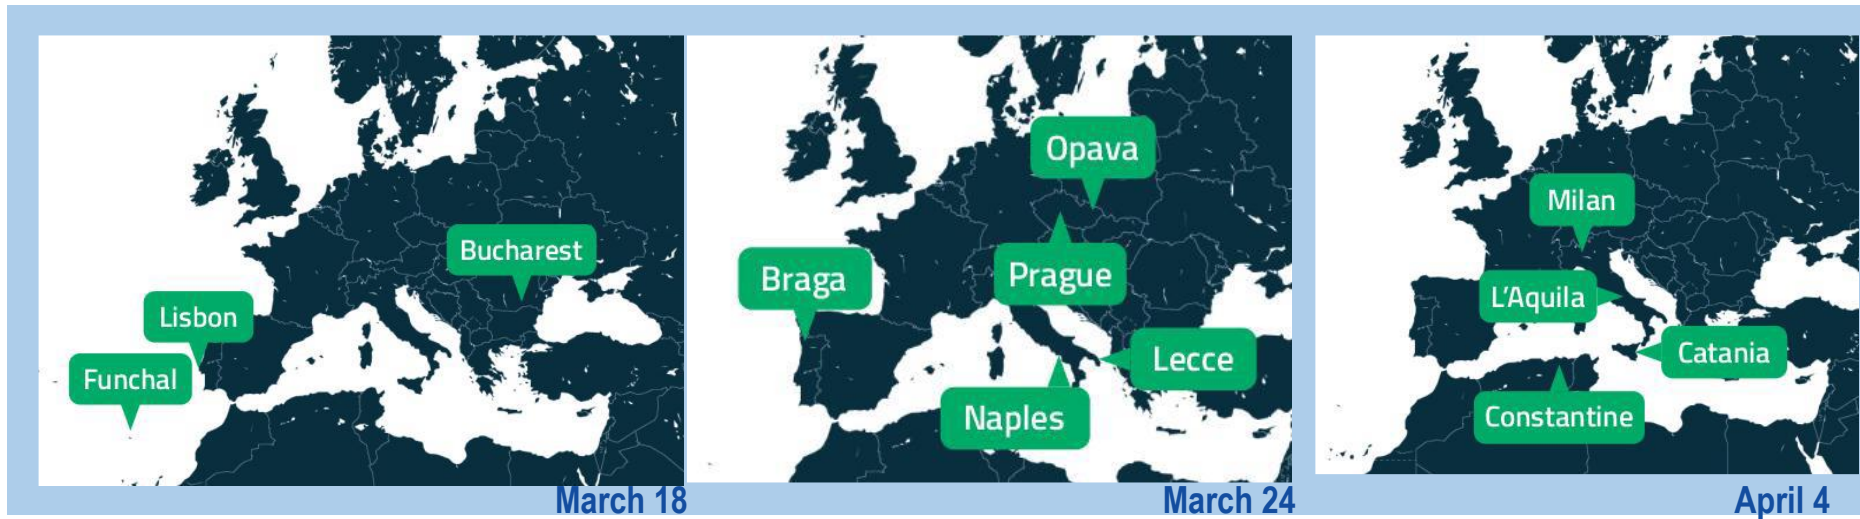 Bucharest
Lisbon
Funchal
March 18
Opava
Braga
Prague
Lecce
Naples
March 24
Milan
L'Aquila
Catania
Constantine
April 4